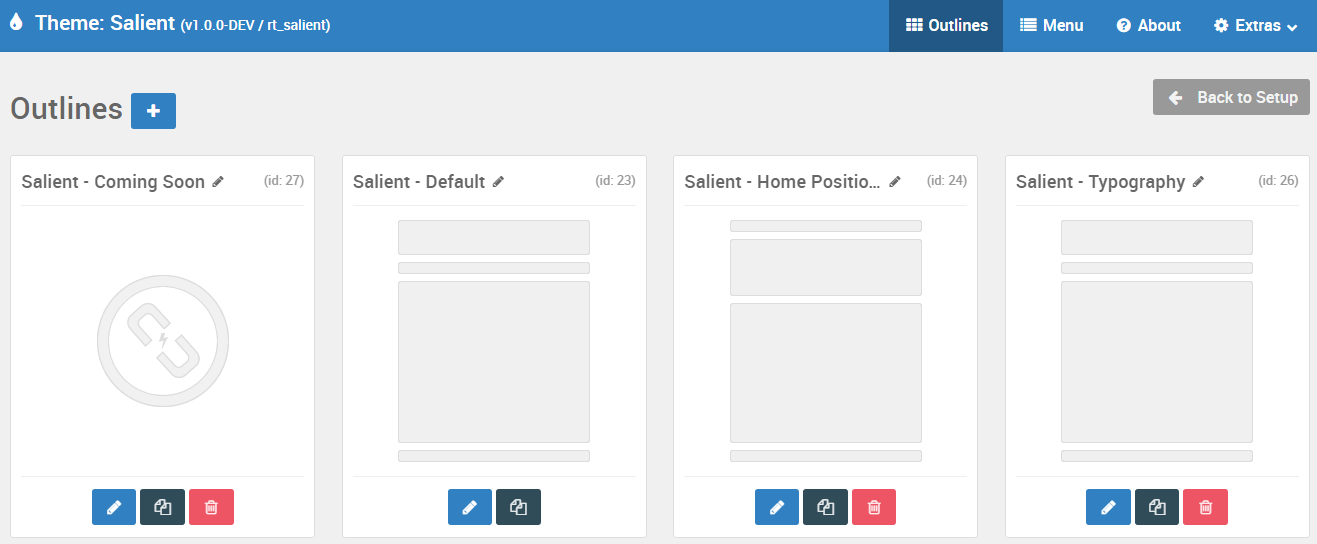 Theme: Salient (v1.0.0-DEV / rt_salient)
Outlines
Menu
About
Extras
Outlines
Back to Setup
Salient - Coming Soon (id: 27)
Salient - Default (id: 23)
Salient - Home Positio... (id: 24)
Salient - Typography (id: 26)